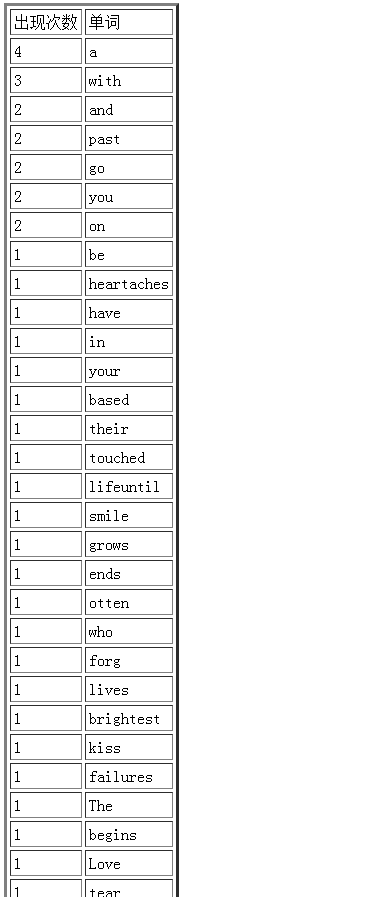 出现次数 单词
4 a
3 with
2 and
2 past
2 go
2 you
2 on
1 be
1 heartaches
1 have
1 in
1 your
1 based
1 their
1 touched
1 lifeuntil
1 smile
1 grows
1 ends
1 otten
1 who
1 forg
1 lives
1 brightest
1 kiss
1 failures
1 The
1 begins
1 Love
1 tear